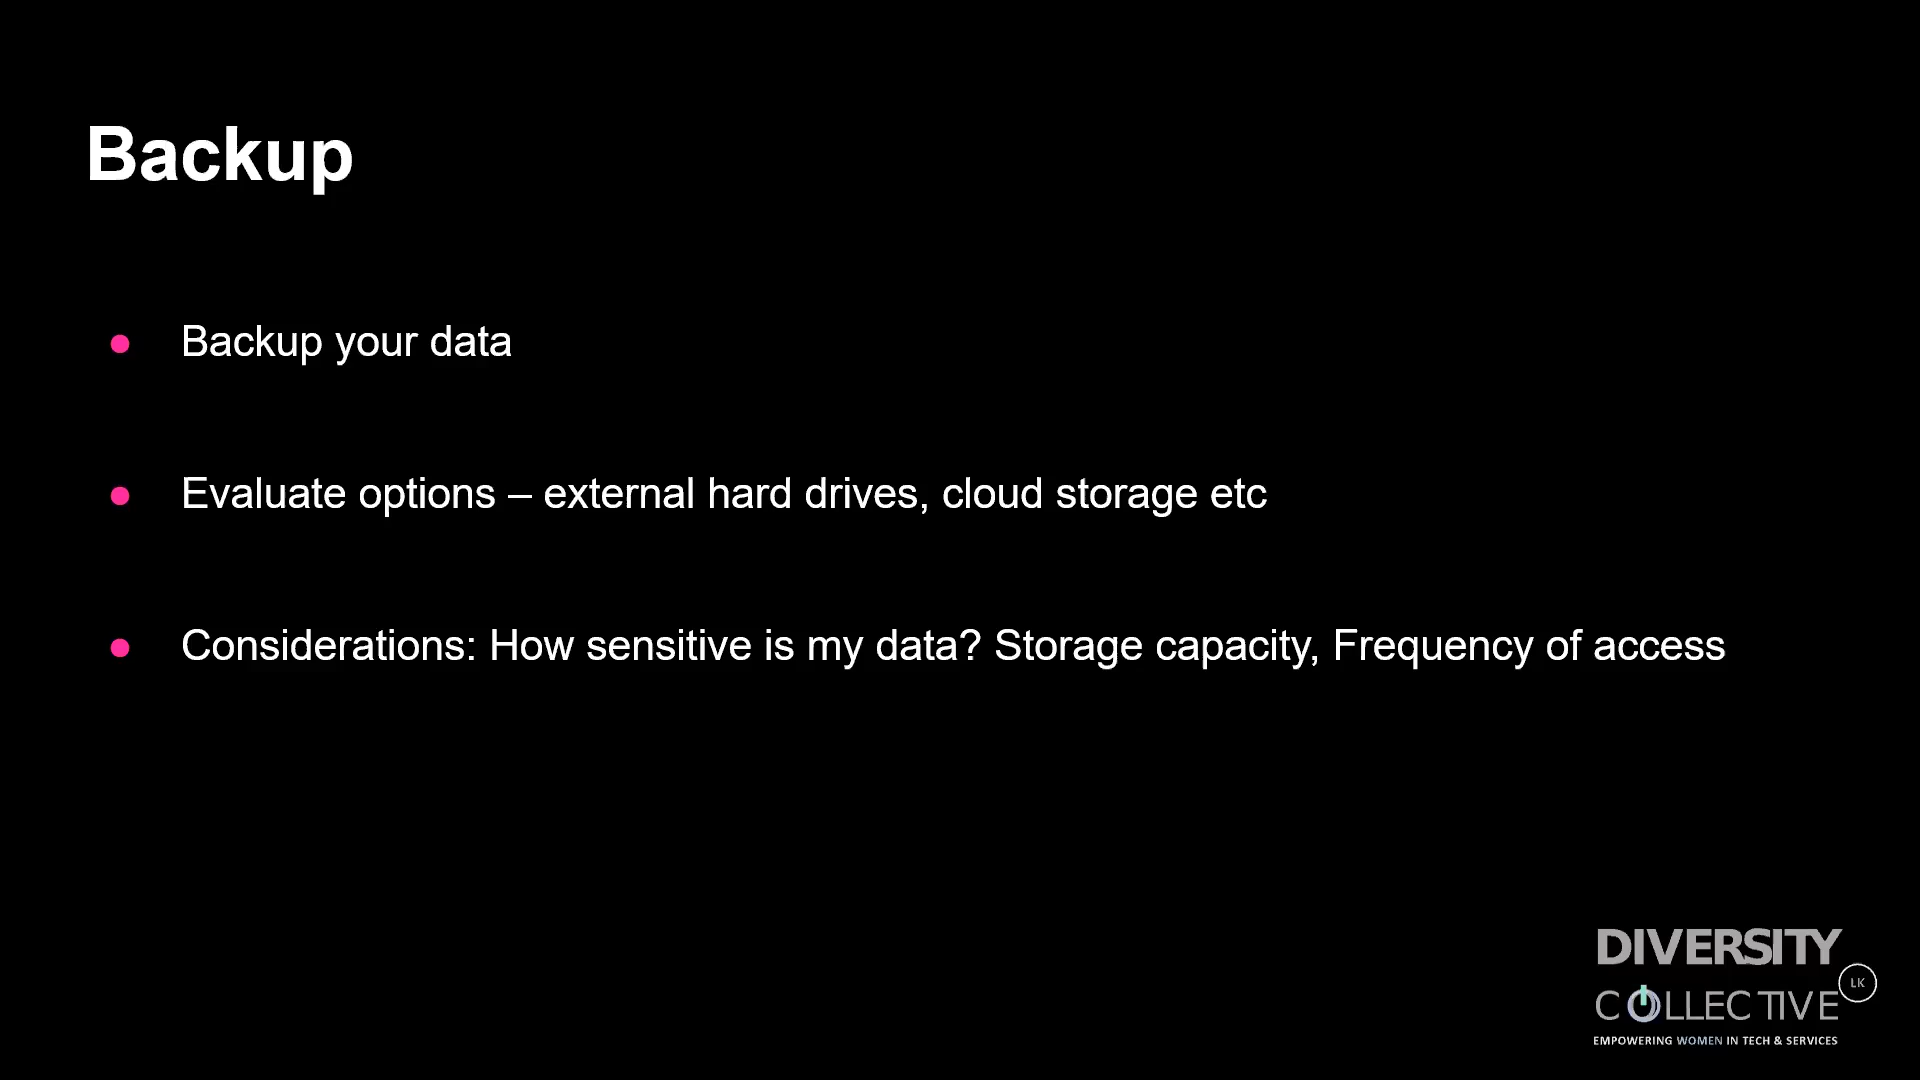 Backup
● Backup your data
● Evaluate options – external hard drives, cloud storage etc
● Considerations: How sensitive is my data? Storage capacity, Frequency of access
DIVERSITY
COLLECTIVE
LK
EMPOWERING WOMEN IN TECH & SERVICES